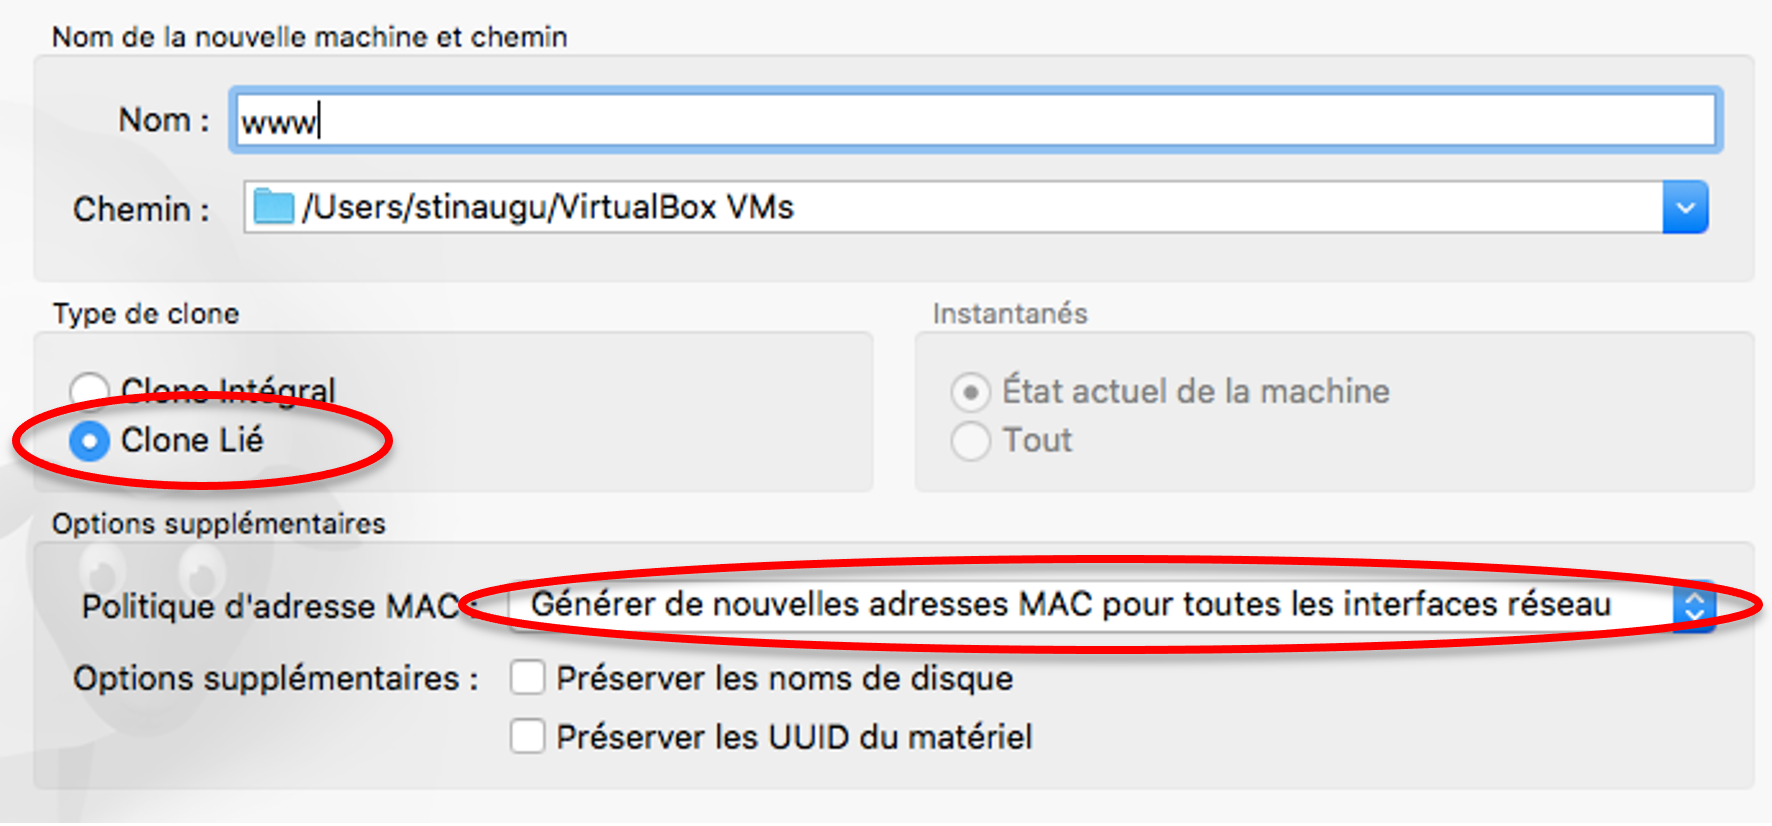 Nom de la nouvelle machine et chemin
Nom : www
Chemin : /Users/stinaugu/VirtualBox VMs
Type de clone
Clone Intégral
Clone Lié
Instantanés
État actuel de la machine
Tout
Options supplémentaires
Politique d'adresse MAC : Générer de nouvelles adresses MAC pour toutes les interfaces réseau
Options supplémentaires : Préserver les noms de disque
Préserver les UUID du matériel